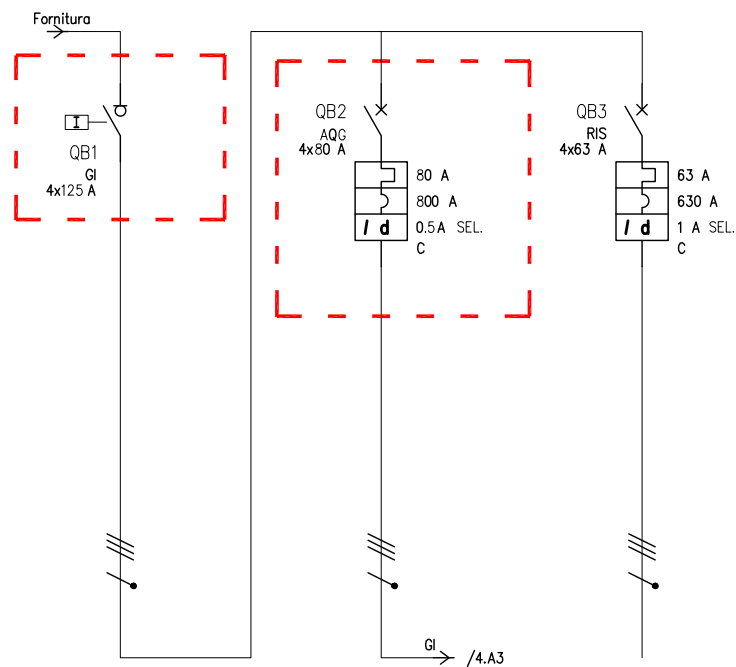 Fornitura
I
QB1
GI
4x125 A
QB2
AQG
4x80 A
80 A
800 A
I d
0.5A SEL.
C
QB3
RIS
4x63 A
63 A
630 A
I d
1 A SEL.
C
GI
/4.A3